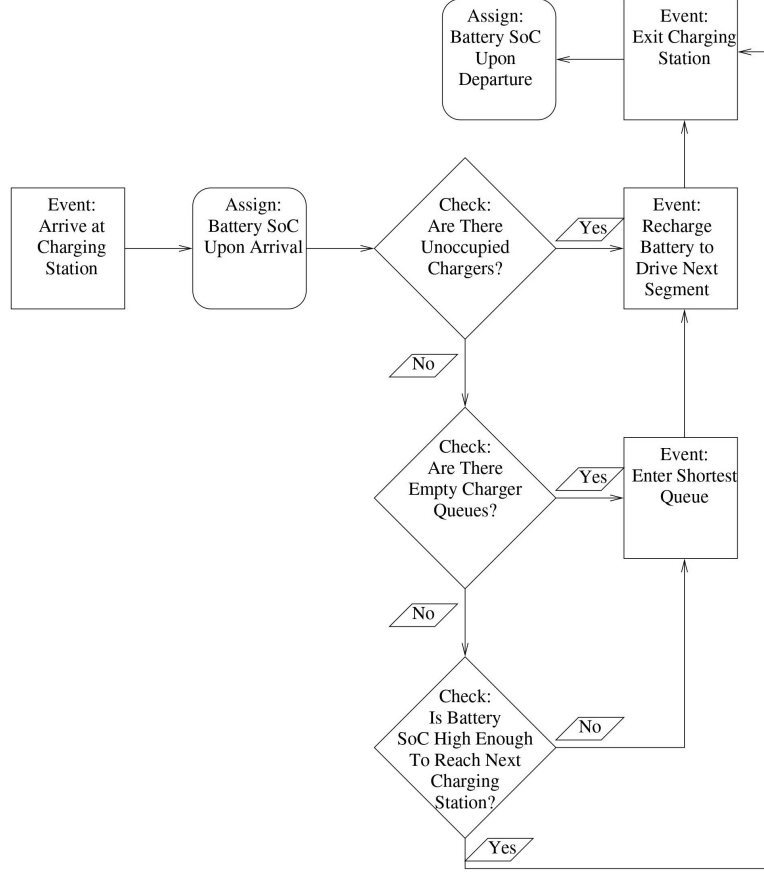 Assign:
Battery SoC
Upon
Departure
Event:
Exit Charging
Station
Event:
Arrive at
Charging
Station
Assign:
Battery SoC
Upon Arrival
Check:
Are There
Unoccupied
Chargers?
Yes
Event:
Recharge
Battery to
Drive Next
Segment
No
Check:
Are There
Empty Charger
Queues?
Yes
Event:
Enter Shortest
Queue
No
Check:
Is Battery
SoC High Enough
To Reach Next
Charging
Station?
No
Yes